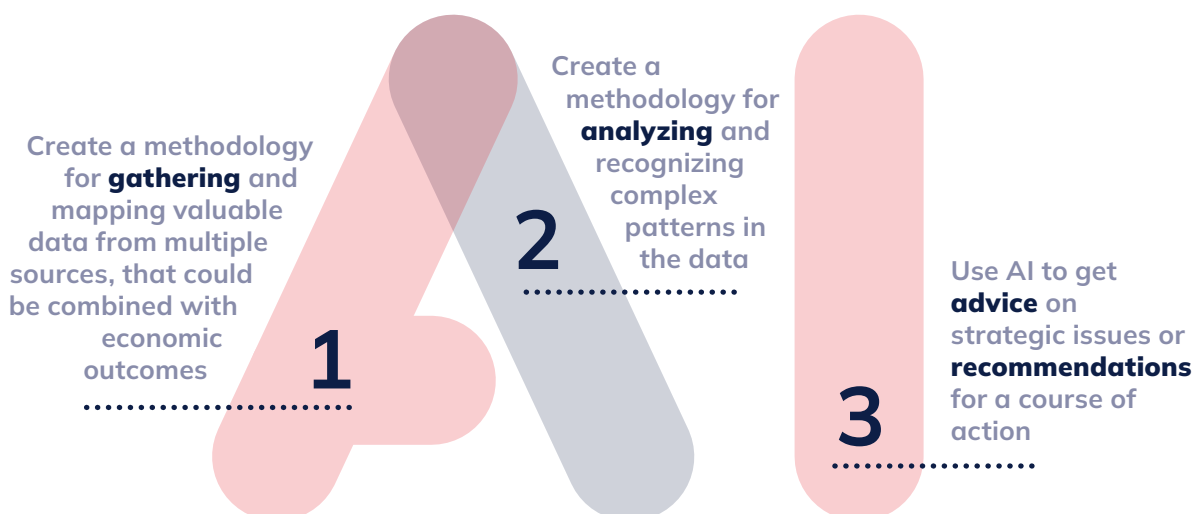 Create a methodology
for gathering and
mapping valuable
data from multiple
sources, that could
be combined with
economic
outcomes
1
Create a
methodology for
analyzing and
recognizing
complex
patterns in
the data
2
Use AI to get
advice on
strategic issues or
recommendations
for a course of
action
3